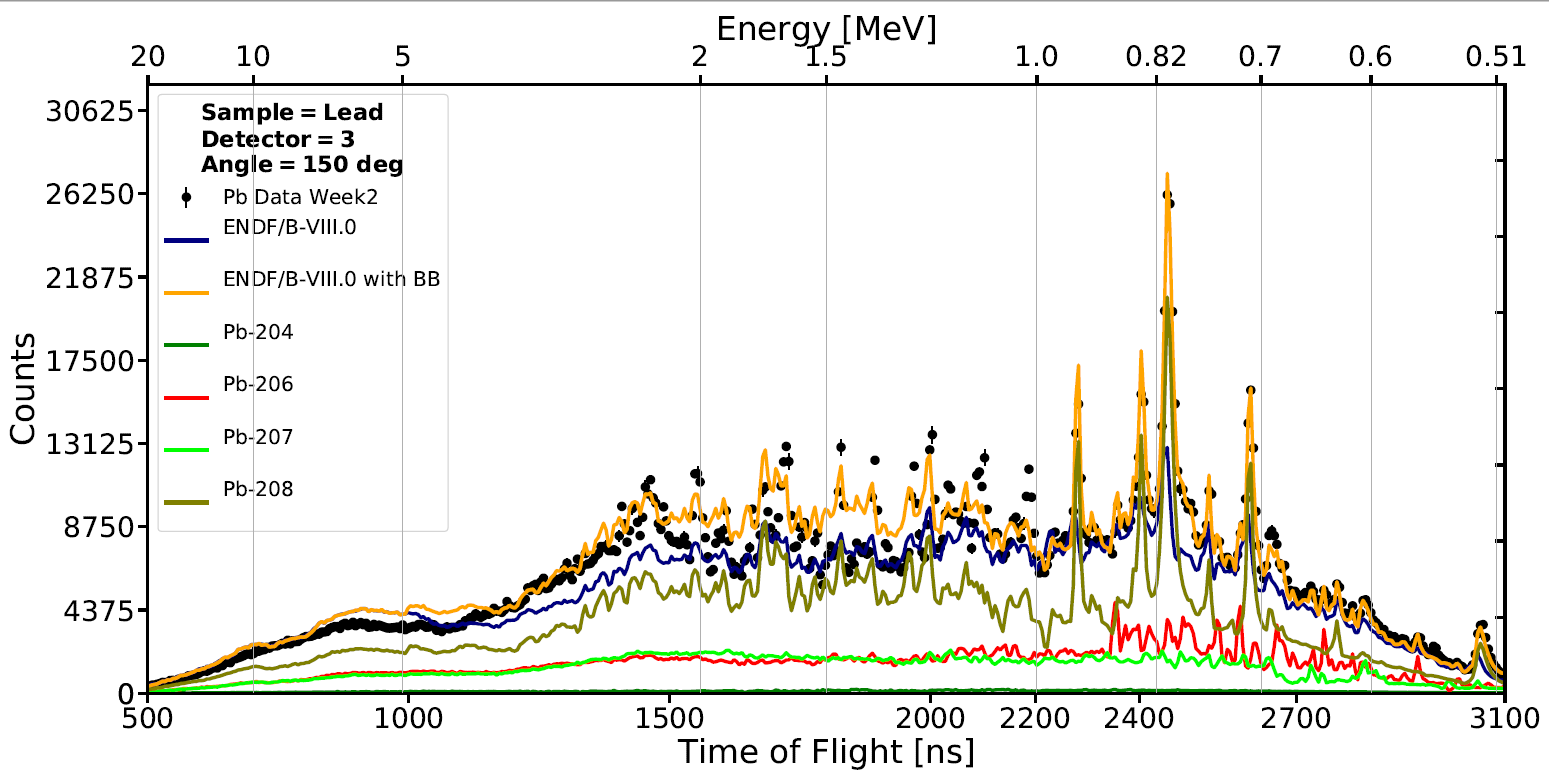 Energy [MeV]
20 10 5 2 1.5 1.0 0.82 0.7 0.6 0.51
30625
26250
21875
17500
13125
8750
4375
0
Counts
Sample = Lead
Detector = 3
Angle = 150 deg
Pb Data Week2
ENDF/B-VIII.0
ENDF/B-VIII.0 with BB
Pb-204
Pb-206
Pb-207
Pb-208
500 1000 1500 2000 2200 2400 2700 3100
Time of Flight [ns]